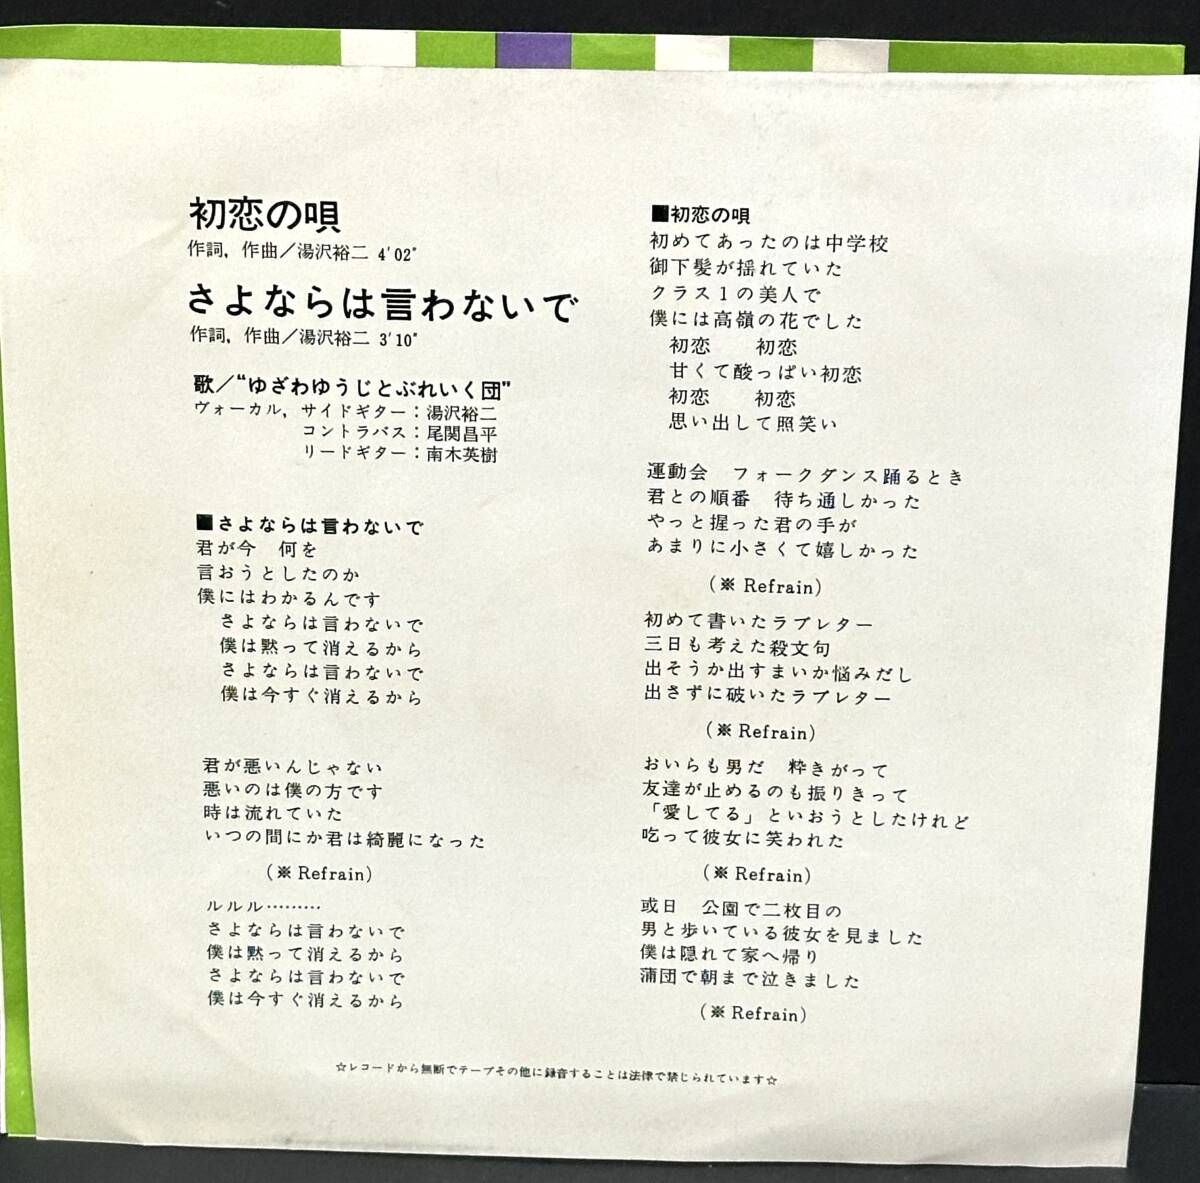 初恋の唄
作詞，作曲／湯沢裕二 4'02"
さよならは言わないで
作詞，作曲／湯沢裕二 3'10"
歌／“ゆざわゆうじとぶれいく団”
ヴォーカル，サイドギター：湯沢裕二
コントラバス：尾関昌平
リードギター：南木英樹
■さよならは言わないで
君が今　何を
言おうとしたのか
僕にはわかるんです
さよならは言わないで
僕は黙って消えるから
さよならは言わないで
僕は今すぐ消えるから
君が悪いんじゃない
悪いのは僕の方です
時は流れていた
いつの間にか君は綺麗になった
(※ Refrain)
ルルル………
さよならは言わないで
僕は黙って消えるから
さよならは言わないで
僕は今すぐ消えるから
■初恋の唄
初めてあったのは中学校
御下髪が揺れていた
クラス1の美人で
僕には高嶺の花でした
初恋　　初恋
甘くて酸っぱい初恋
初恋　　初恋
思い出して照笑い
運動会　フォークダンス踊るとき
君との順番　待ち通しかった
やっと握った君の手が
あまりに小さくて嬉しかった
(※ Refrain)
初めて書いたラブレター
三日も考えた殺文句
出そうか出すまいか悩みだし
出さずに破いたラブレター
(※ Refrain)
おいらも男だ　粋きがって
友達が止めるのも振りきって
「愛してる」といおうとしたけれど
吃って彼女に笑われた
(※ Refrain)
或日　公園で二枚目の
男と歩いている彼女を見ました
僕は隠れて家へ帰り
蒲団で朝まで泣きました
(※ Refrain)
☆レコードから無断でテープその他に録音することは法律で禁じられています☆